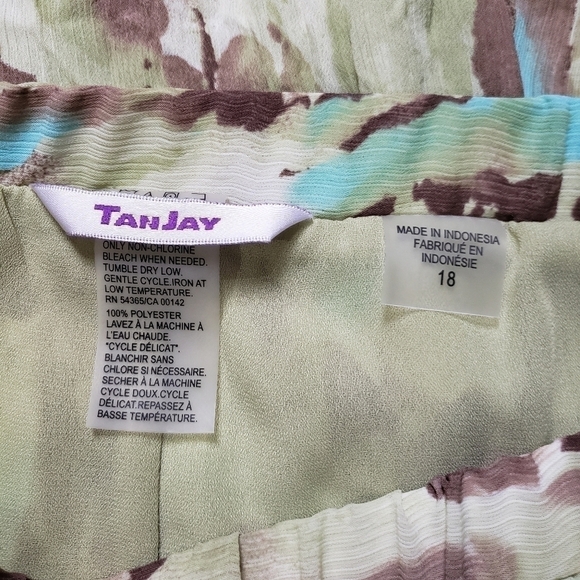 TANJAY
ONLY NON-CHLORINE
BLEACH WHEN NEEDED.
TUMBLE DRY LOW.
GENTLE CYCLE.IRON AT
LOW TEMPERATURE.
RN 54365/CA 00142
100% POLYESTER
LAVEZ À LA MACHINE À
L'EAU CHAUDE.
"CYCLE DÉLICAT".
BLANCHIR SANS
CHLORE SI NÉCESSAIRE.
SECHER À LA MACHINE
CYCLE DOUX.CYCLE
DÉLICAT.REPASSEZ À
BASSE TEMPÉRATURE.
MADE IN INDONESIA
FABRIQUÉ EN
INDONÉSIE
18